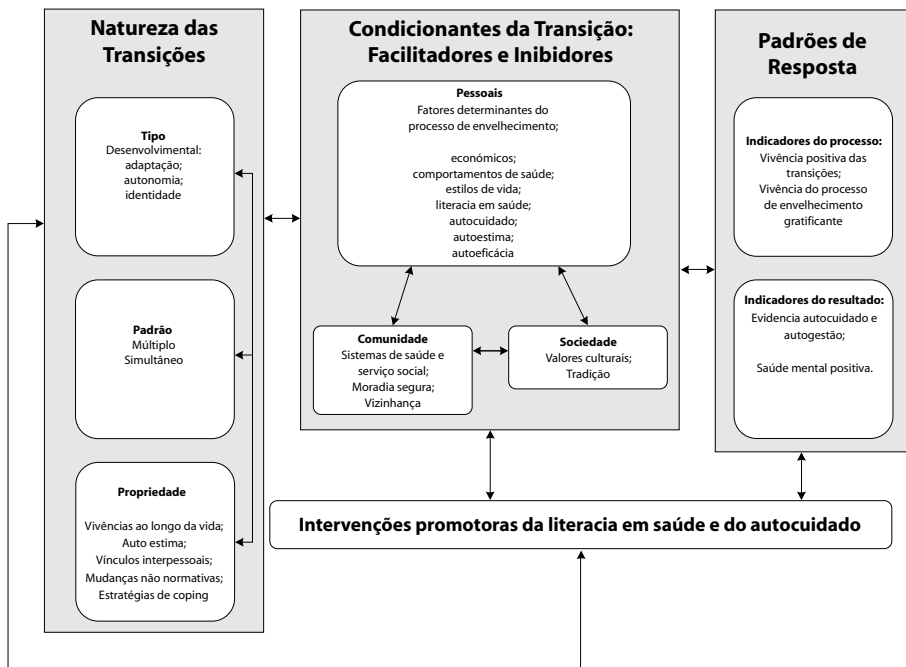 Natureza das
Transições
Tipo
Desenvolvimental:
adaptação;
autonomia;
identidade
Padrão
Múltiplo
Simultâneo
Propriedade
Vivências ao longo da vida;
Auto estima;
Vínculos interpessoais;
Mudanças não normativas;
Estratégias de coping
Condicionantes da Transição:
Facilitadores e Inibidores
Pessoais
Fatores determinantes do
processo de envelhecimento;
económicos;
comportamentos de saúde;
estilos de vida;
literacia em saúde;
autocuidado;
autoestima;
autoeficácia
Comunidade
Sistemas de saúde e
serviço social;
Moradia segura;
Vizinhança
Sociedade
Valores culturais;
Tradição
Padrões de
Resposta
Indicadores do processo:
Vivência positiva das
transições;
Vivência do processo
de envelhecimento
gratificante
Indicadores do resultado:
Evidencia autocuidado e
autogestão;
Saúde mental positiva.
Intervenções promotoras da literacia em saúde e do autocuidado